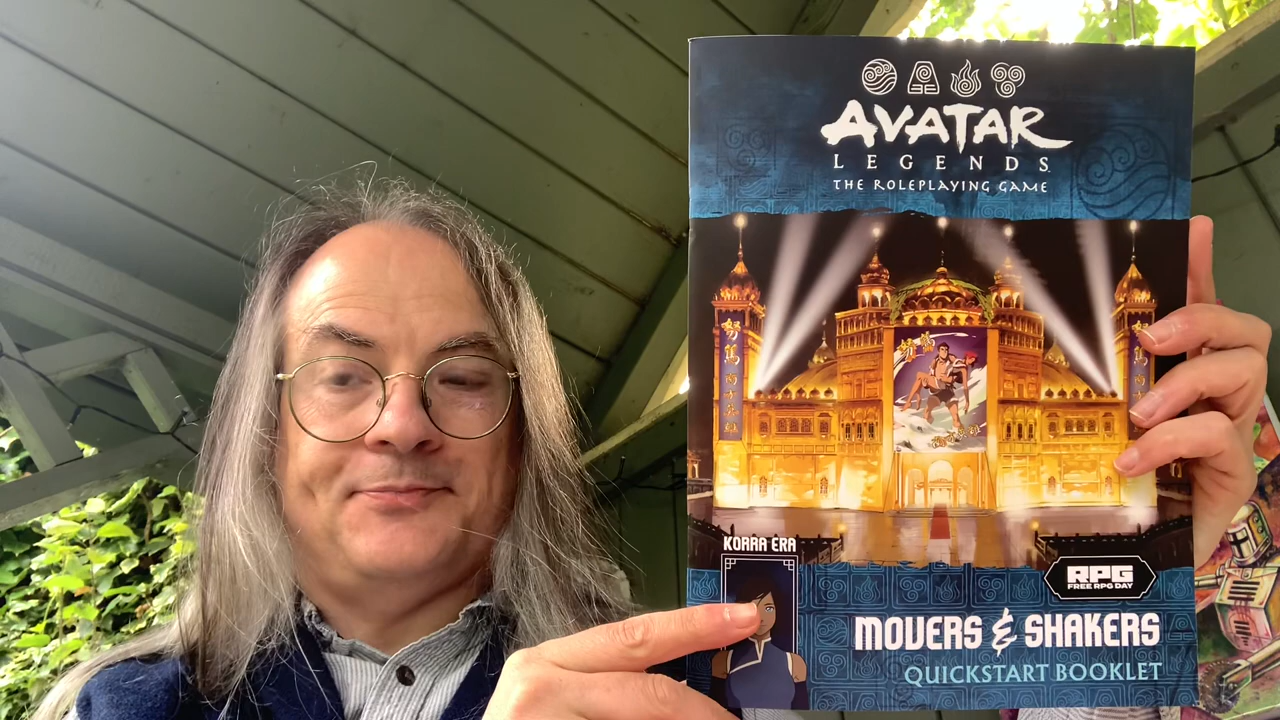 AVATAR
LEGENDS
THE ROLEPLAYING GAME
KORRA ERA
RPG
FREE RPG DAY
MOVERS & SHAKERS
QUICKSTART BOOKLET